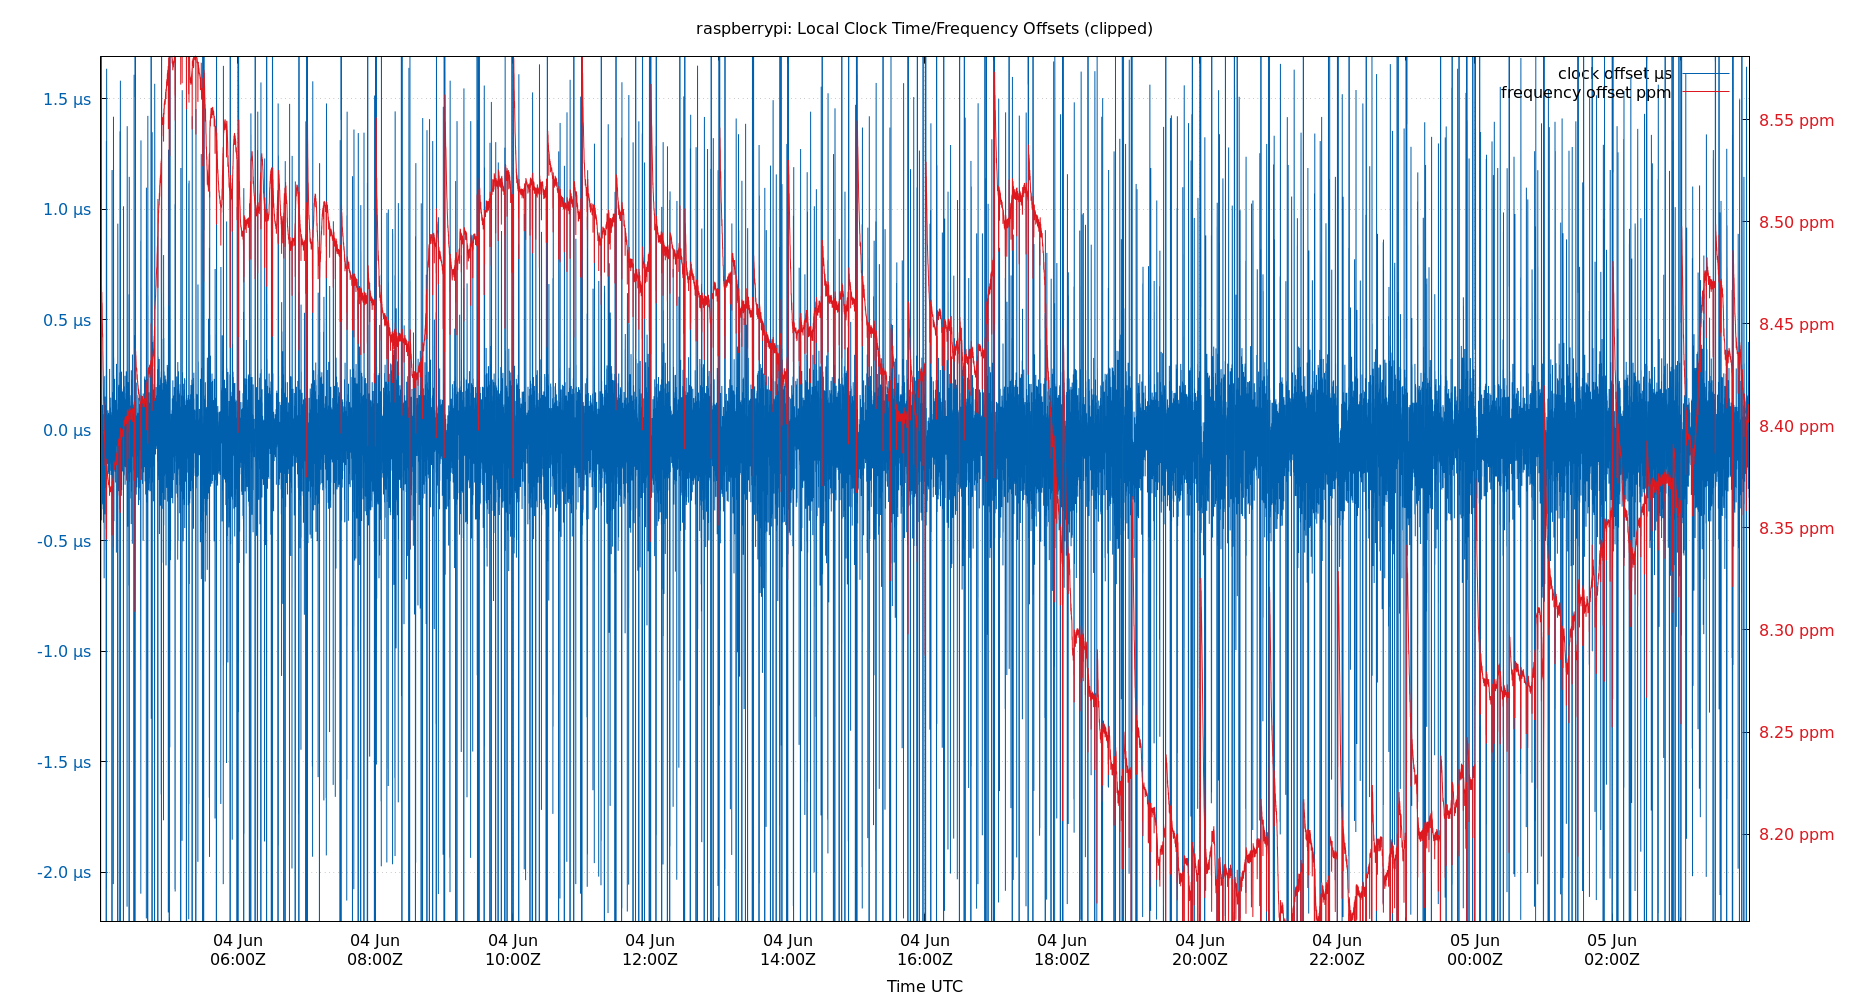 raspberrypi: Local Clock Time/Frequency Offsets (clipped)
clock offset µs
frequency offset ppm
1.5 µs
1.0 µs
0.5 µs
0.0 µs
-0.5 µs
-1.0 µs
-1.5 µs
-2.0 µs
8.55 ppm
8.50 ppm
8.45 ppm
8.40 ppm
8.35 ppm
8.30 ppm
8.25 ppm
8.20 ppm
04 Jun 04 Jun 04 Jun 04 Jun 04 Jun 04 Jun 04 Jun 04 Jun 04 Jun 05 Jun 05 Jun
06:00Z 08:00Z 10:00Z 12:00Z 14:00Z 16:00Z 18:00Z 20:00Z 22:00Z 00:00Z 02:00Z
Time UTC